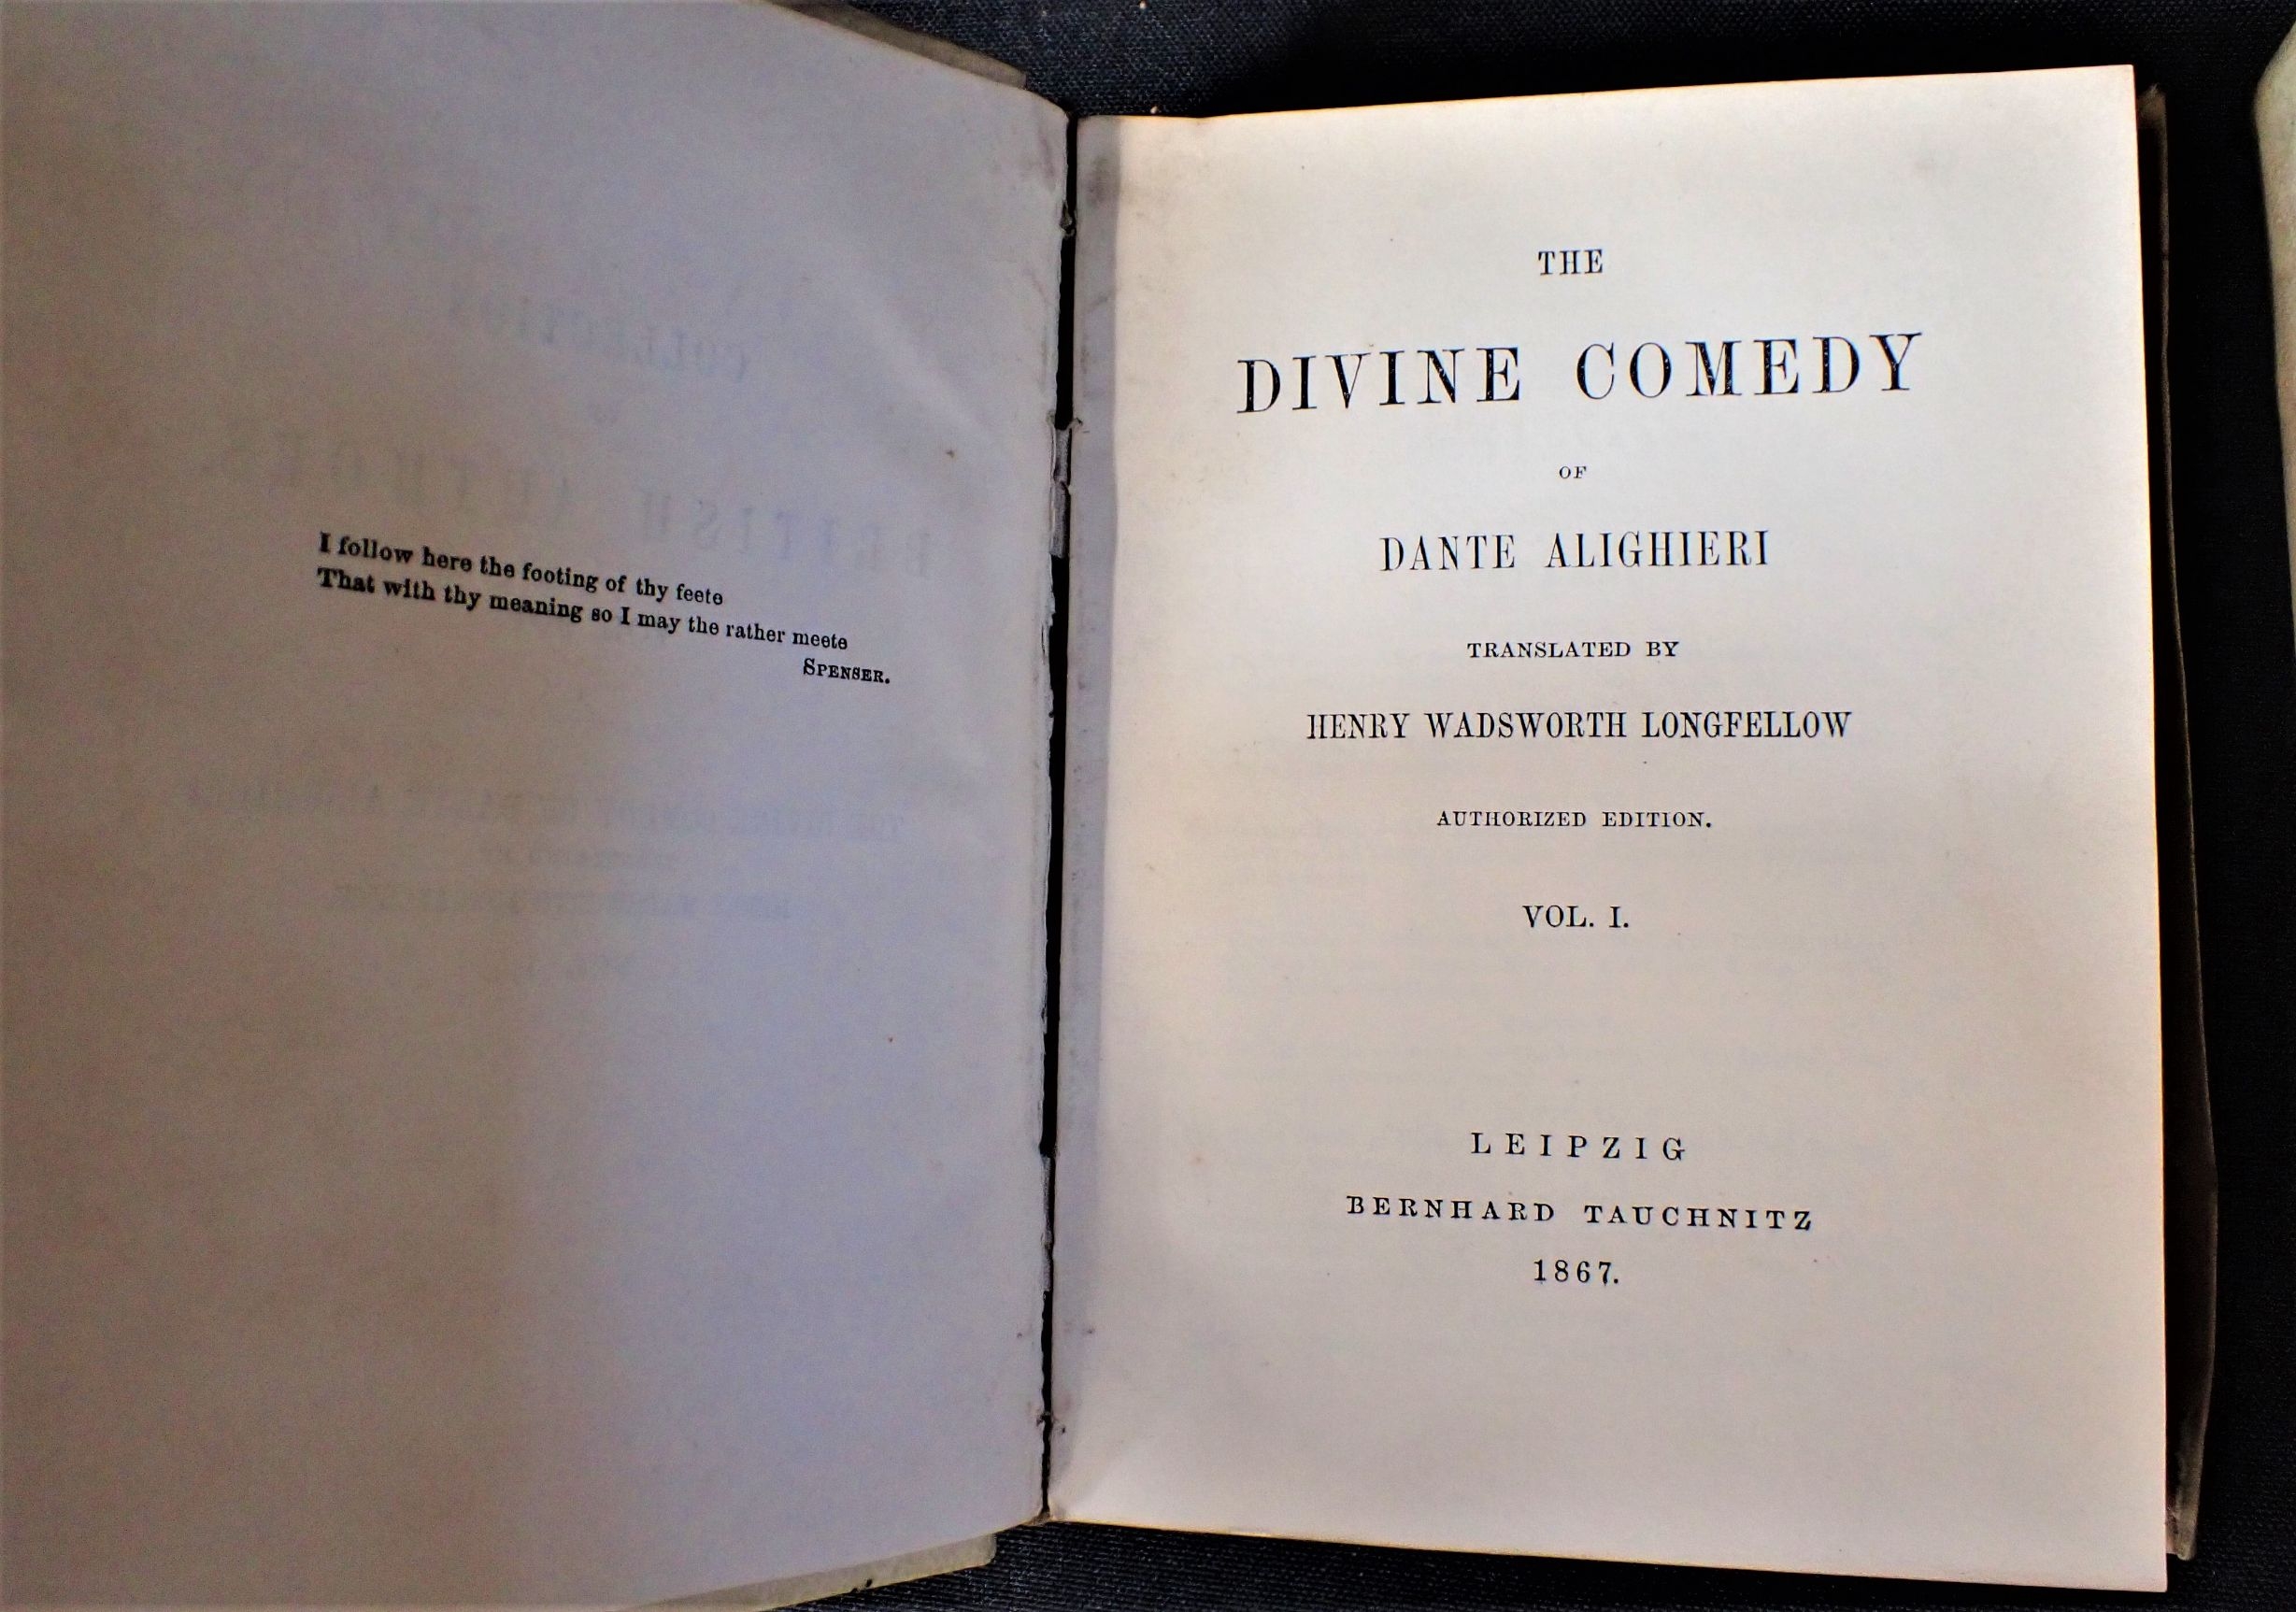 I follow here the footing of thy feete
That with thy meaning so I may the rather meete
SPENSER.
THE
DIVINE COMEDY
OF
DANTE ALIGHIERI
TRANSLATED BY
HENRY WADSWORTH LONGFELLOW
AUTHORIZED EDITION.
VOL. I.
LEIPZIG
BERNHARD TAUCHNITZ
1867.